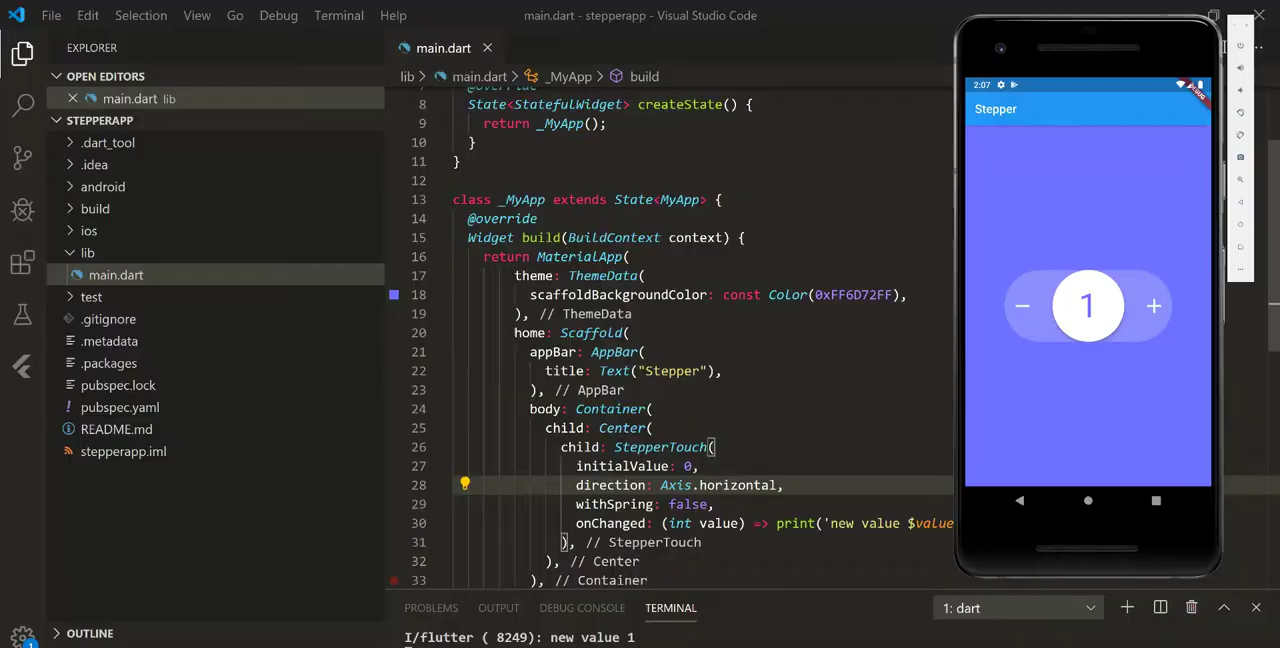 File Edit Selection View Go Debug Terminal Help
main.dart - stepperapp - Visual Studio Code
EXPLORER
OPEN EDITORS
main.dart lib
STEPPERAPP
.dart_tool
.idea
android
build
ios
lib
main.dart
test
.gitignore
.metadata
.packages
pubspec.lock
pubspec.yaml
README.md
stepperapp.iml
OUTLINE
1
main.dart
lib > main.dart > _MyApp > build
@override
8 State<StatefulWidget> createState() {
9 return _MyApp();
10 }
11 }
12
13 class _MyApp extends State<MyApp> {
14 @override
15 Widget build(BuildContext context) {
16 return MaterialApp(
17 theme: ThemeData(
18 scaffoldBackgroundColor: const Color(0xFF6D72FF),
19 ), // ThemeData
20 home: Scaffold(
21 appBar: AppBar(
22 title: Text("Stepper"),
23 ), // AppBar
24 body: Container(
25 child: Center(
26 child: StepperTouch(
27 initialValue: 0,
28 direction: Axis.horizontal,
29 withSpring: false,
30 onChanged: (int value) => print('new value $value
31 ), // StepperTouch
32 ), // Center
33 ), // Container
PROBLEMS OUTPUT DEBUG CONSOLE TERMINAL
1: dart
I/flutter ( 8249): new value 1
2:07
DEBUG
Stepper
− 1 +